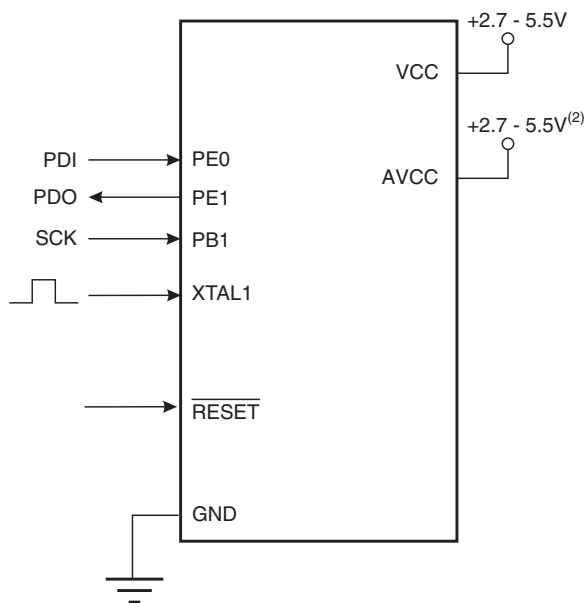 +2.7 - 5.5V
VCC
+2.7 - 5.5V(2)
AVCC
PDI PE0
PDO PE1
SCK PB1
XTAL1
RESET
GND